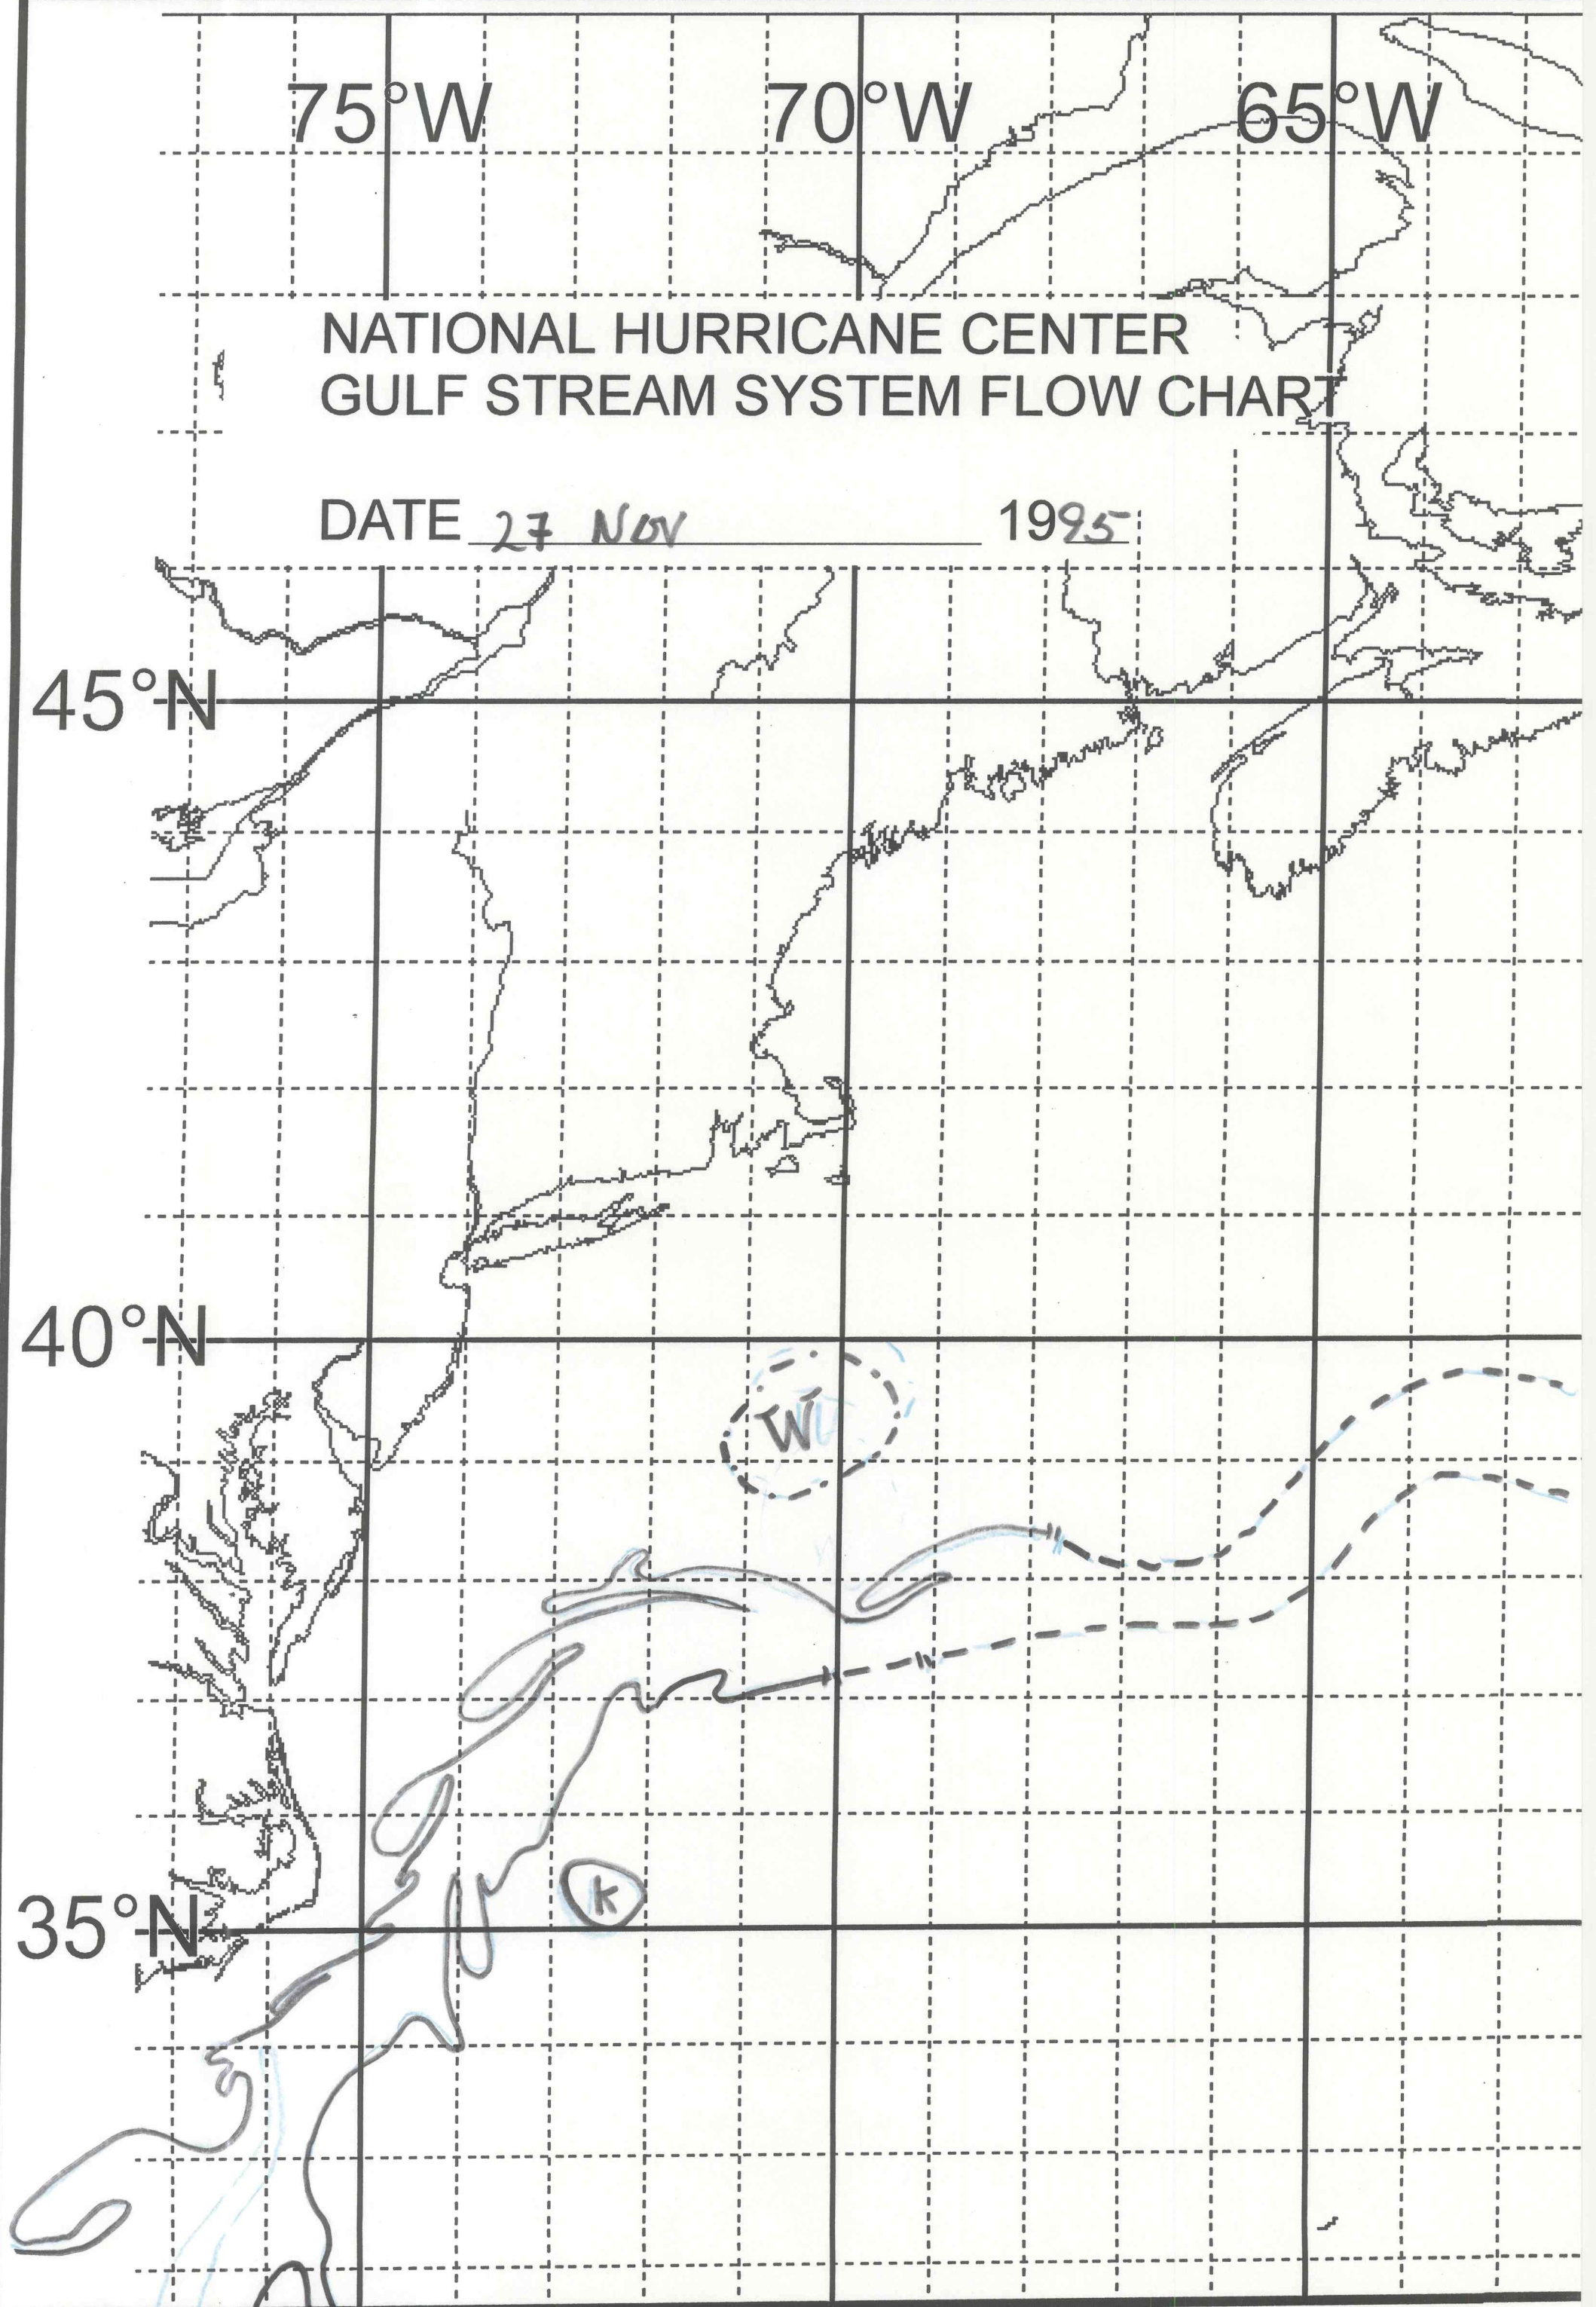 75°W 70°W 65°W
NATIONAL HURRICANE CENTER
GULF STREAM SYSTEM FLOW CHART
DATE 27 Nov 1995
45°N
40°N
W
K
35°N